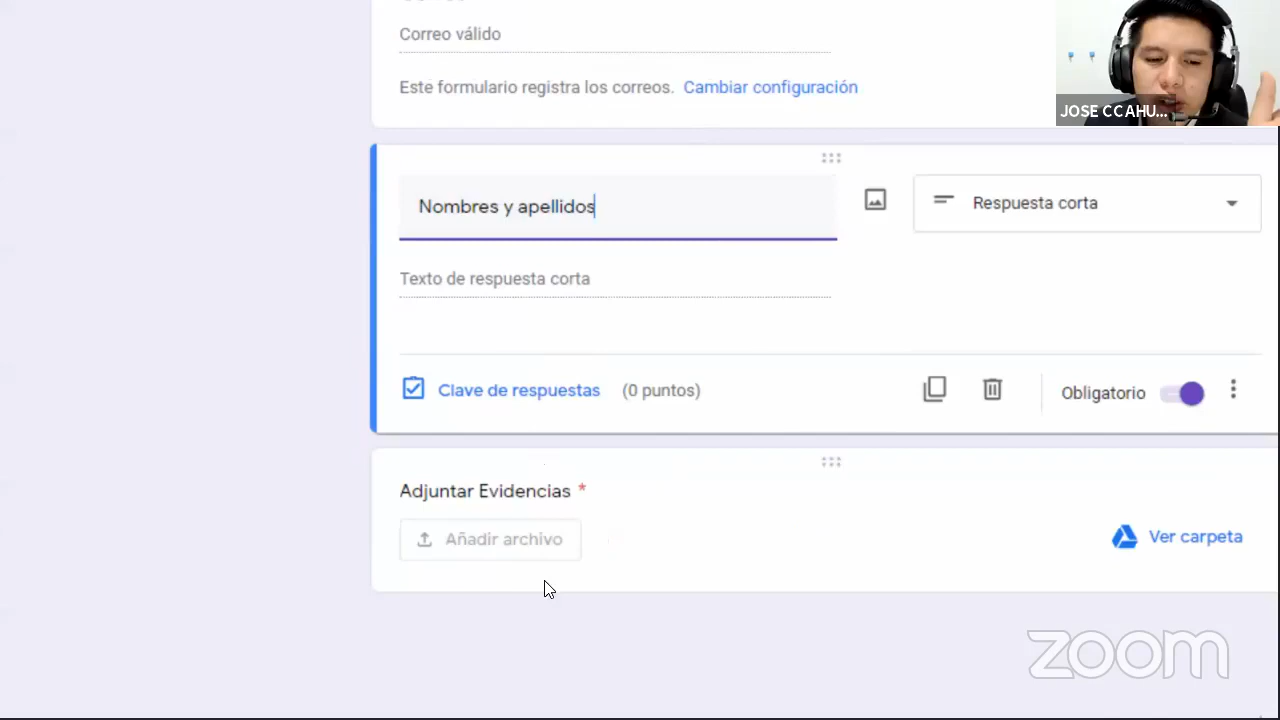 Correo válido
Este formulario registra los correos. Cambiar configuración
JOSE CCAHU...
Nombres y apellidos
Respuesta corta
Texto de respuesta corta
Clave de respuestas (0 puntos)
Obligatorio
Adjuntar Evidencias *
Añadir archivo
Ver carpeta
zoom